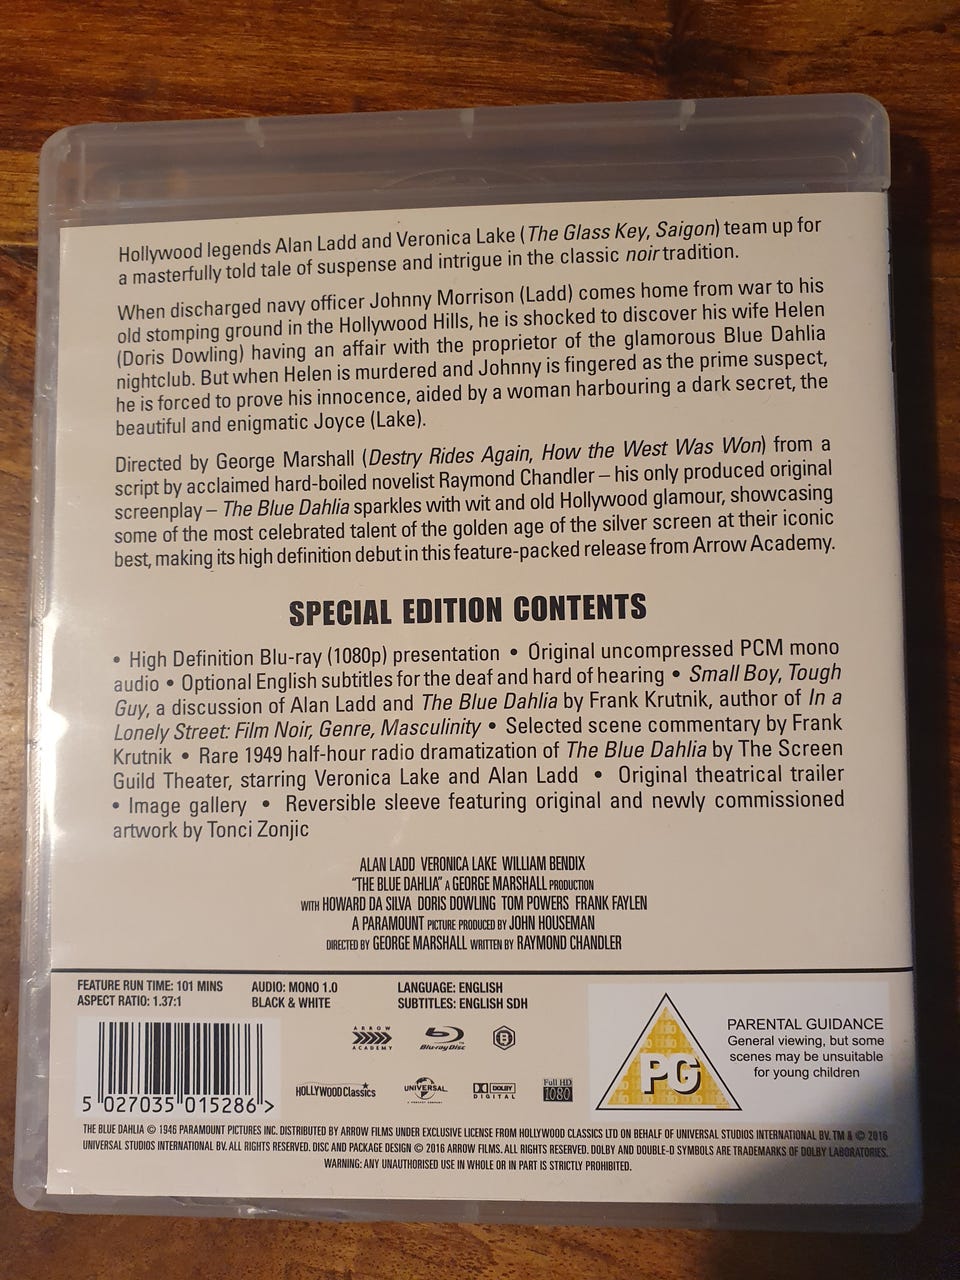 Hollywood legends Alan Ladd and Veronica Lake (The Glass Key, Saigon) team up for
a masterfully told tale of suspense and intrigue in the classic noir tradition.
When discharged navy officer Johnny Morrison (Ladd) comes home from war to his
old stomping ground in the Hollywood Hills, he is shocked to discover his wife Helen
(Doris Dowling) having an affair with the proprietor of the glamorous Blue Dahlia
nightclub. But when Helen is murdered and Johnny is fingered as the prime suspect,
he is forced to prove his innocence, aided by a woman harbouring a dark secret, the
beautiful and enigmatic Joyce (Lake).
Directed by George Marshall (Destry Rides Again, How the West Was Won) from a
script by acclaimed hard-boiled novelist Raymond Chandler – his only produced original
screenplay – The Blue Dahlia sparkles with wit and old Hollywood glamour, showcasing
some of the most celebrated talent of the golden age of the silver screen at their iconic
best, making its high definition debut in this feature-packed release from Arrow Academy.
SPECIAL EDITION CONTENTS
• High Definition Blu-ray (1080p) presentation • Original uncompressed PCM mono
audio • Optional English subtitles for the deaf and hard of hearing • Small Boy, Tough
Guy, a discussion of Alan Ladd and The Blue Dahlia by Frank Krutnik, author of In a
Lonely Street: Film Noir, Genre, Masculinity • Selected scene commentary by Frank
Krutnik • Rare 1949 half-hour radio dramatization of The Blue Dahlia by The Screen
Guild Theater, starring Veronica Lake and Alan Ladd • Original theatrical trailer
• Image gallery • Reversible sleeve featuring original and newly commissioned
artwork by Tonci Zonjic
ALAN LADD VERONICA LAKE WILLIAM BENDIX
"THE BLUE DAHLIA" A GEORGE MARSHALL PRODUCTION
WITH HOWARD DA SILVA DORIS DOWLING TOM POWERS FRANK FAYLEN
A PARAMOUNT PICTURE PRODUCED BY JOHN HOUSEMAN
DIRECTED BY GEORGE MARSHALL WRITTEN BY RAYMOND CHANDLER
FEATURE RUN TIME: 101 MINS
ASPECT RATIO: 1.37:1
AUDIO: MONO 1.0
BLACK & WHITE
LANGUAGE: ENGLISH
SUBTITLES: ENGLISH SDH
ARROW
ACADEMY
Blu-ray Disc
B
HOLLYWOOD CLASSICS
UNIVERSAL
DOLBY
DIGITAL
Full HD
1080
5 027035 015286 >
PG
PARENTAL GUIDANCE
General viewing, but some
scenes may be unsuitable
for young children
THE BLUE DAHLIA © 1946 PARAMOUNT PICTURES INC. DISTRIBUTED BY ARROW FILMS UNDER EXCLUSIVE LICENSE FROM HOLLYWOOD CLASSICS LTD ON BEHALF OF UNIVERSAL STUDIOS INTERNATIONAL BV. TM & © 2016
UNIVERSAL STUDIOS INTERNATIONAL BV. ALL RIGHTS RESERVED. DISC AND PACKAGE DESIGN © 2016 ARROW FILMS. ALL RIGHTS RESERVED. DOLBY AND DOUBLE-D SYMBOLS ARE TRADEMARKS OF DOLBY LABORATORIES.
WARNING: ANY UNAUTHORISED USE IN WHOLE OR IN PART IS STRICTLY PROHIBITED.